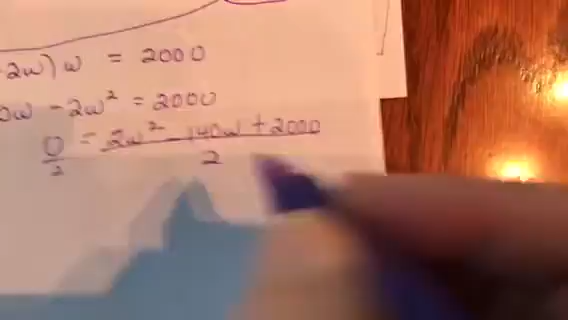 -2w) w = 2000
0w - 2w² = 2000
0/2 = 2w² - 140w + 2000 / 2